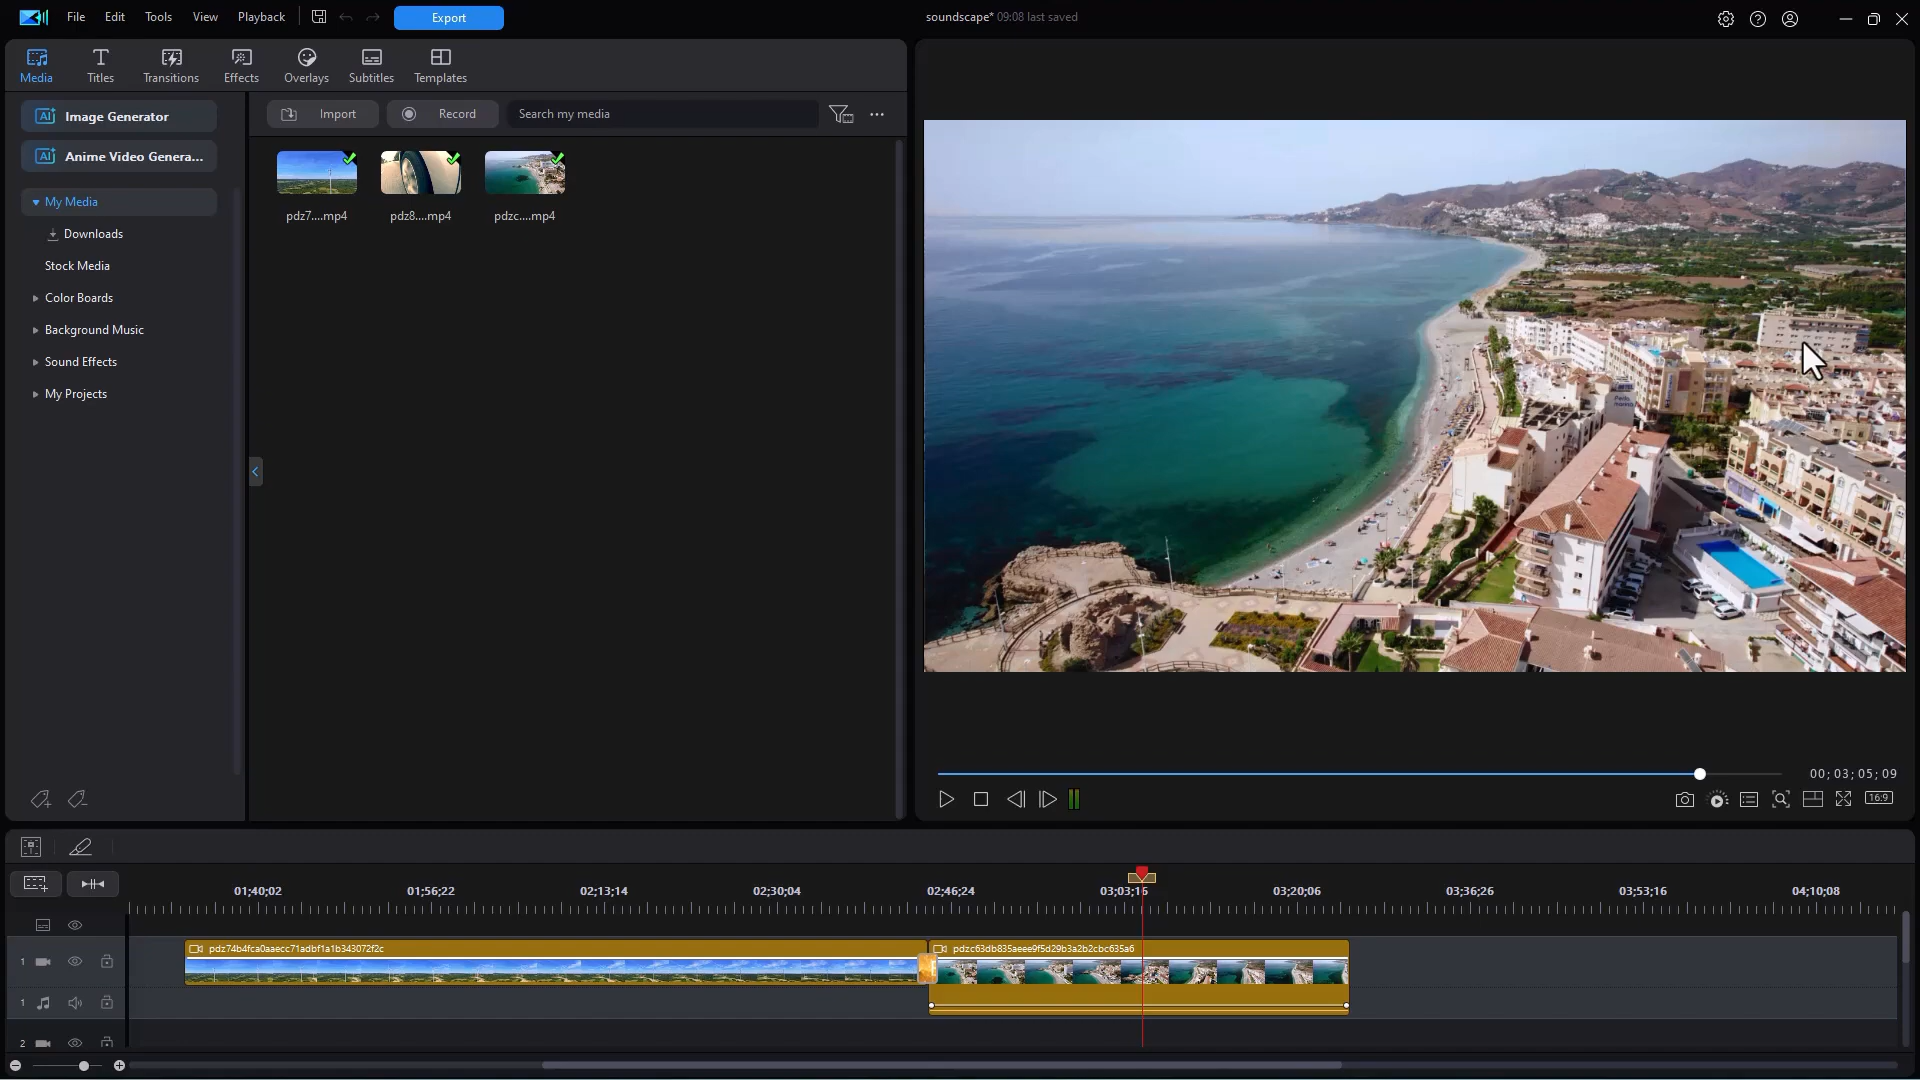 File Edit Tools View Playback Export soundscape* 09:08 last saved
Media Titles Transitions Effects Overlays Subtitles Templates
AI Image Generator
AI Anime Video Genera...
My Media
Downloads
Stock Media
Color Boards
Background Music
Sound Effects
My Projects
Import Record Search my media
pdz7....mp4 pdz8....mp4 pdzc....mp4
00;03;05;09
16:9
01;40;02 01;56;22 02;13;14 02;30;04 02;46;24 03;03;16 03;20;06 03;36;26 03;53;16 04;10;08
1 pdz74b4fca0aaecc71adbf1a1b343072f2c pdzc63db835aeee9f5d29b3a2b2cbc635a6
1
2